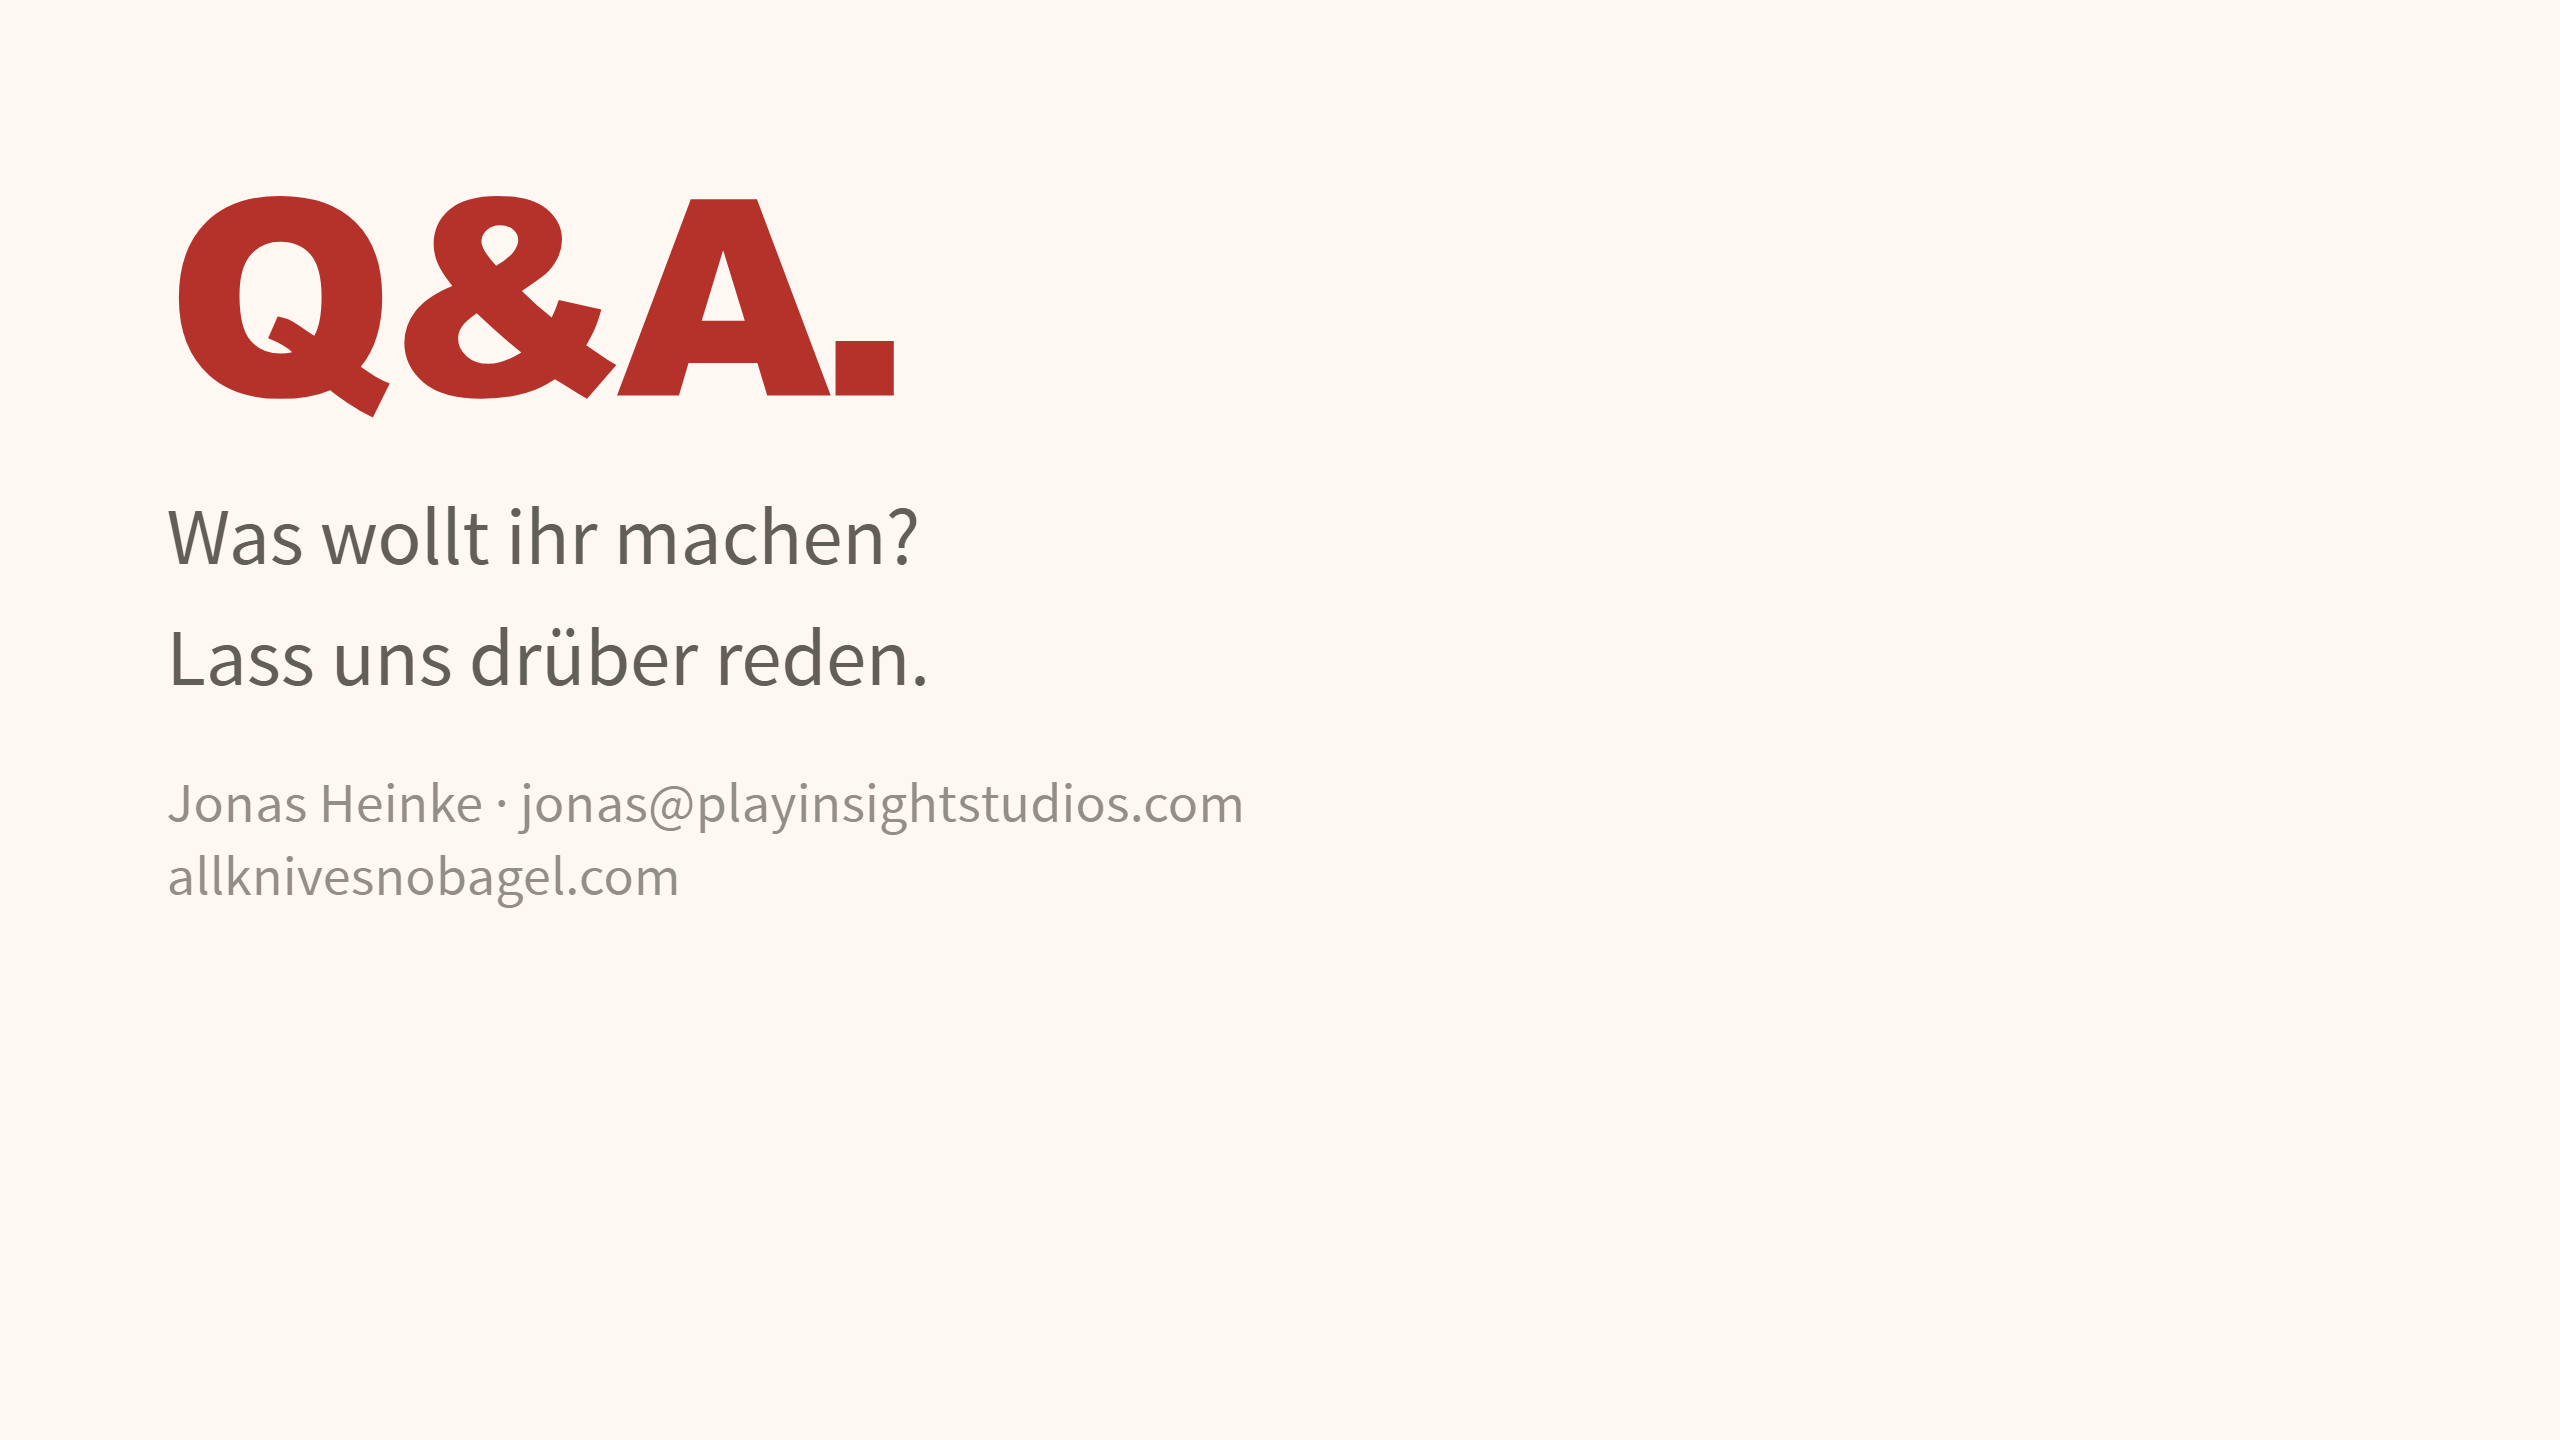 Q&A.
Was wollt ihr machen?
Lass uns drüber reden.
Jonas Heinke · jonas@playinsightstudios.com
allknivesnobagel.com